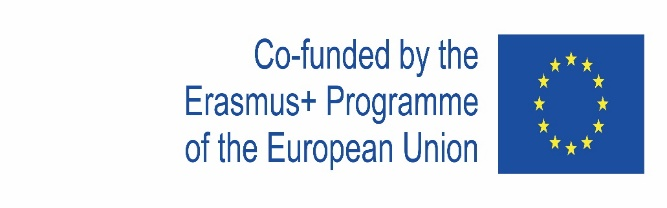 Co-funded by the
Erasmus+ Programme
of the European Union